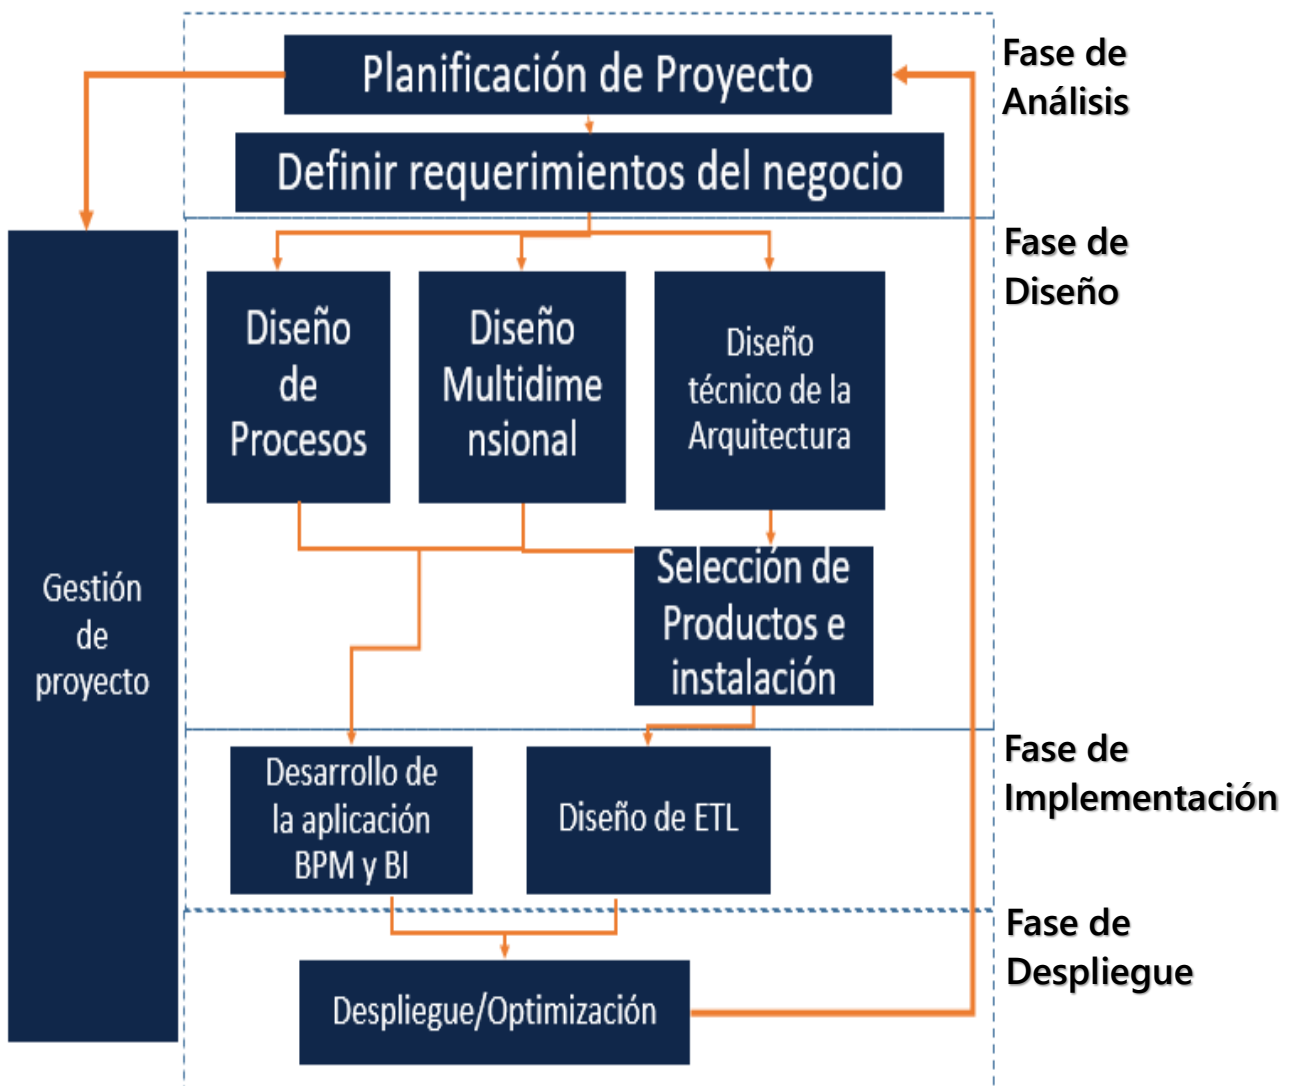 Planificación de Proyecto
Fase de
Análisis
Definir requerimientos del negocio
Fase de
Diseño
Diseño
de
Procesos
Diseño
Multidime
nsional
Diseño
técnico de la
Arquitectura
Selección de
Productos e
instalación
Gestión
de
proyecto
Fase de
Implementación
Desarrollo de
la aplicación
BPM y BI
Diseño de ETL
Fase de
Despliegue
Despliegue/Optimización